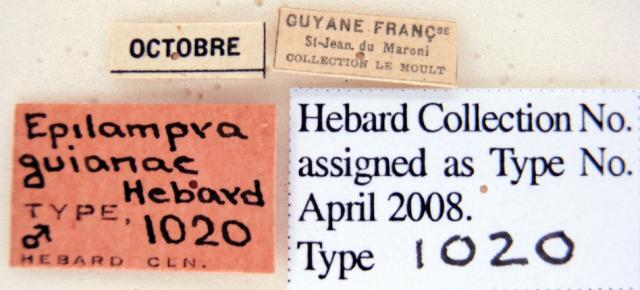 OCTOBRE
GUYANE FRANÇSE
St-Jean du Maroni
COLLECTION LE MOULT
Epilampra
guianae
Hebard
TYPE,
♂ 1020
HEBARD CLN.
Hebard Collection No.
assigned as Type No.
April 2008.
Type 1020